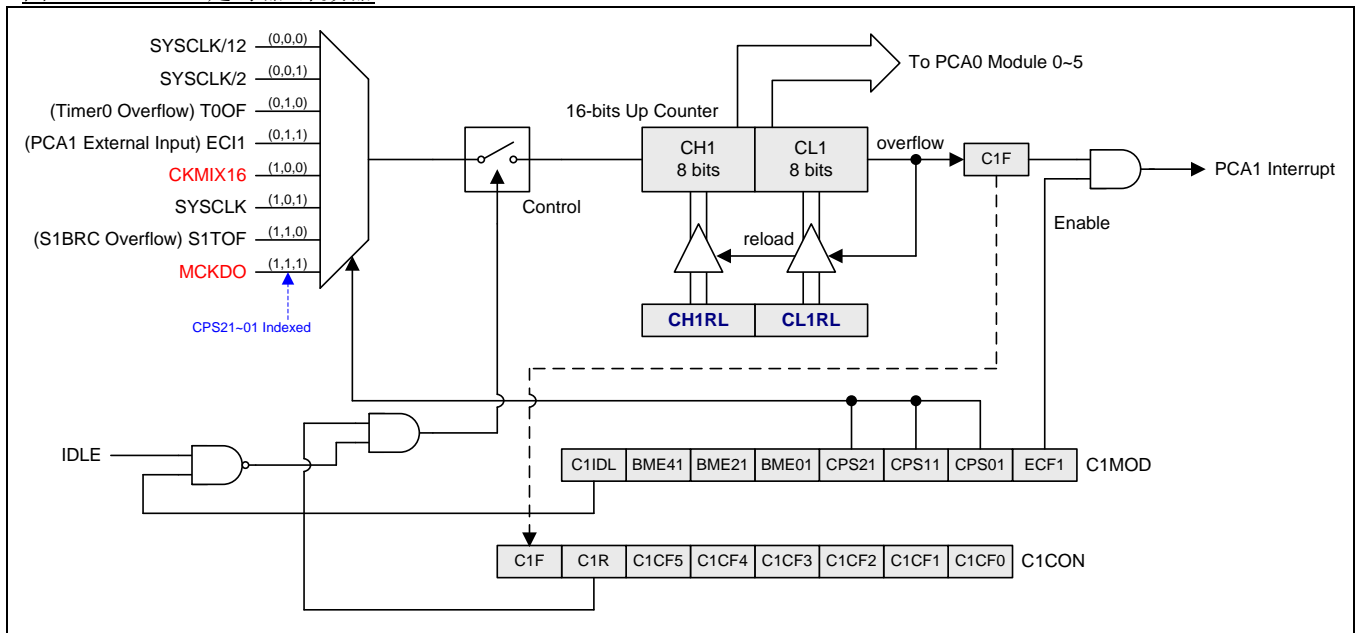 SYSCLK/12 (0,0,0)
SYSCLK/2 (0,0,1)
(Timer0 Overflow) T0OF (0,1,0)
(PCA1 External Input) ECI1 (0,1,1)
CKMIX16 (1,0,0)
SYSCLK (1,0,1)
(S1BRC Overflow) S1TOF (1,1,0)
MCKDO (1,1,1)
CPS21~01 Indexed
Control
To PCA0 Module 0~5
16-bits Up Counter
CH1 CL1
8 bits 8 bits
overflow
C1F
PCA1 Interrupt
Enable
reload
CH1RL CL1RL
IDLE
C1IDL BME41 BME21 BME01 CPS21 CPS11 CPS01 ECF1 C1MOD
C1F C1R C1CF5 C1CF4 C1CF3 C1CF2 C1CF1 C1CF0 C1CON